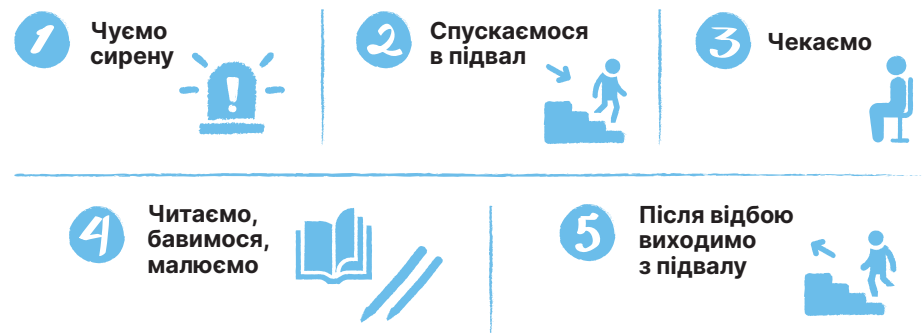 1
Чуємо
сирену
2
Спускаємося
в підвал
3
Чекаємо
4
Читаємо,
бавимося,
малюємо
5
Після відбою
виходимо
з підвалу